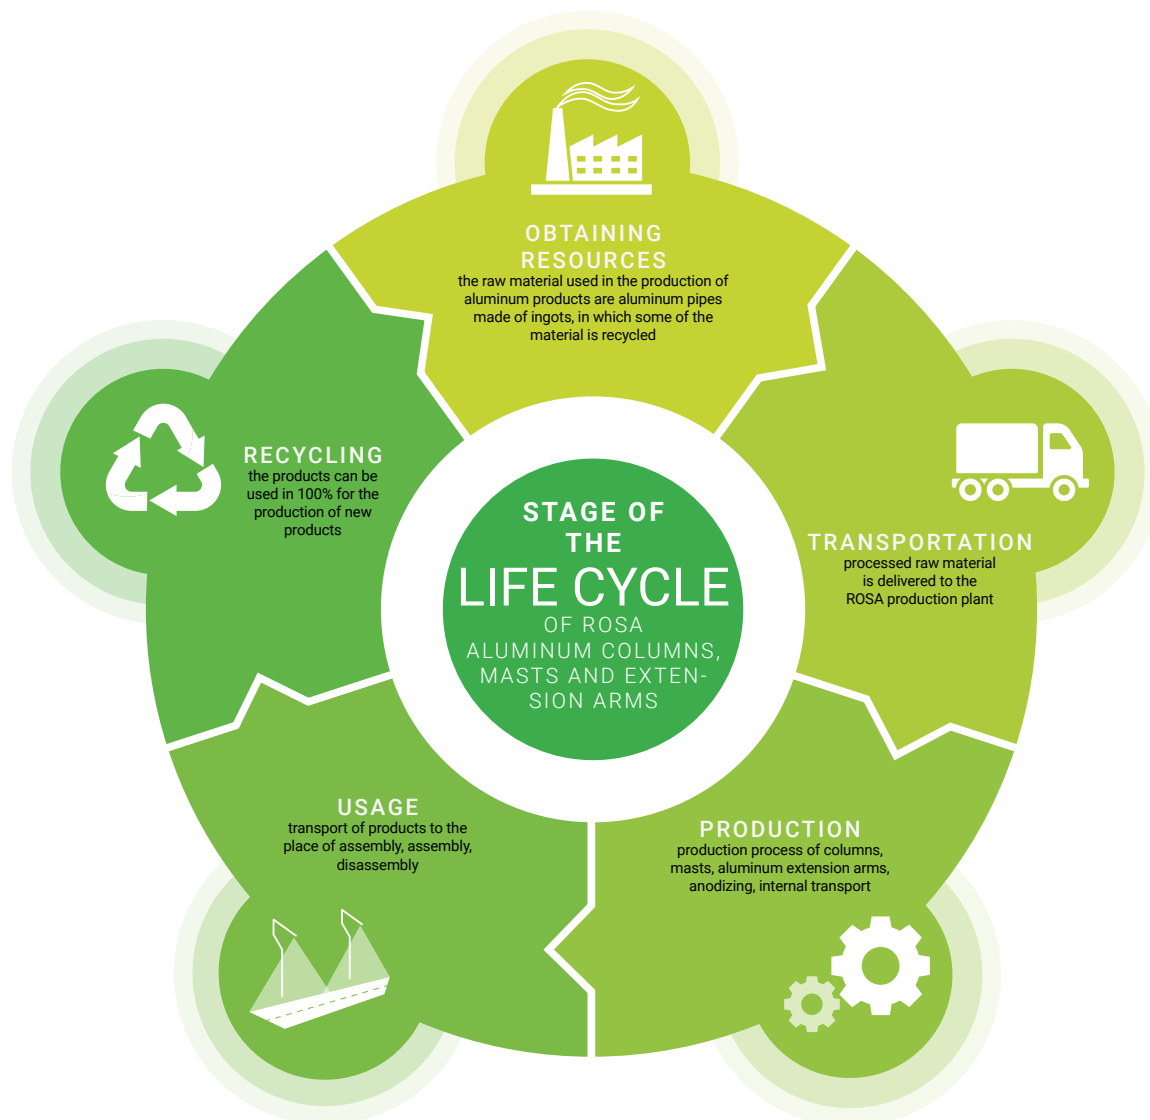 OBTAINING
RESOURCES
the raw material used in the production of
aluminum products are aluminum pipes
made of ingots, in which some of the
material is recycled
TRANSPORTATION
processed raw material
is delivered to the
ROSA production plant
PRODUCTION
production process of columns,
masts, aluminum extension arms,
anodizing, internal transport
USAGE
transport of products to the
place of assembly, assembly,
disassembly
RECYCLING
the products can be
used in 100% for the
production of new
products
STAGE OF
THE
LIFE CYCLE
OF ROSA
ALUMINUM COLUMNS,
MASTS AND EXTEN-
SION ARMS